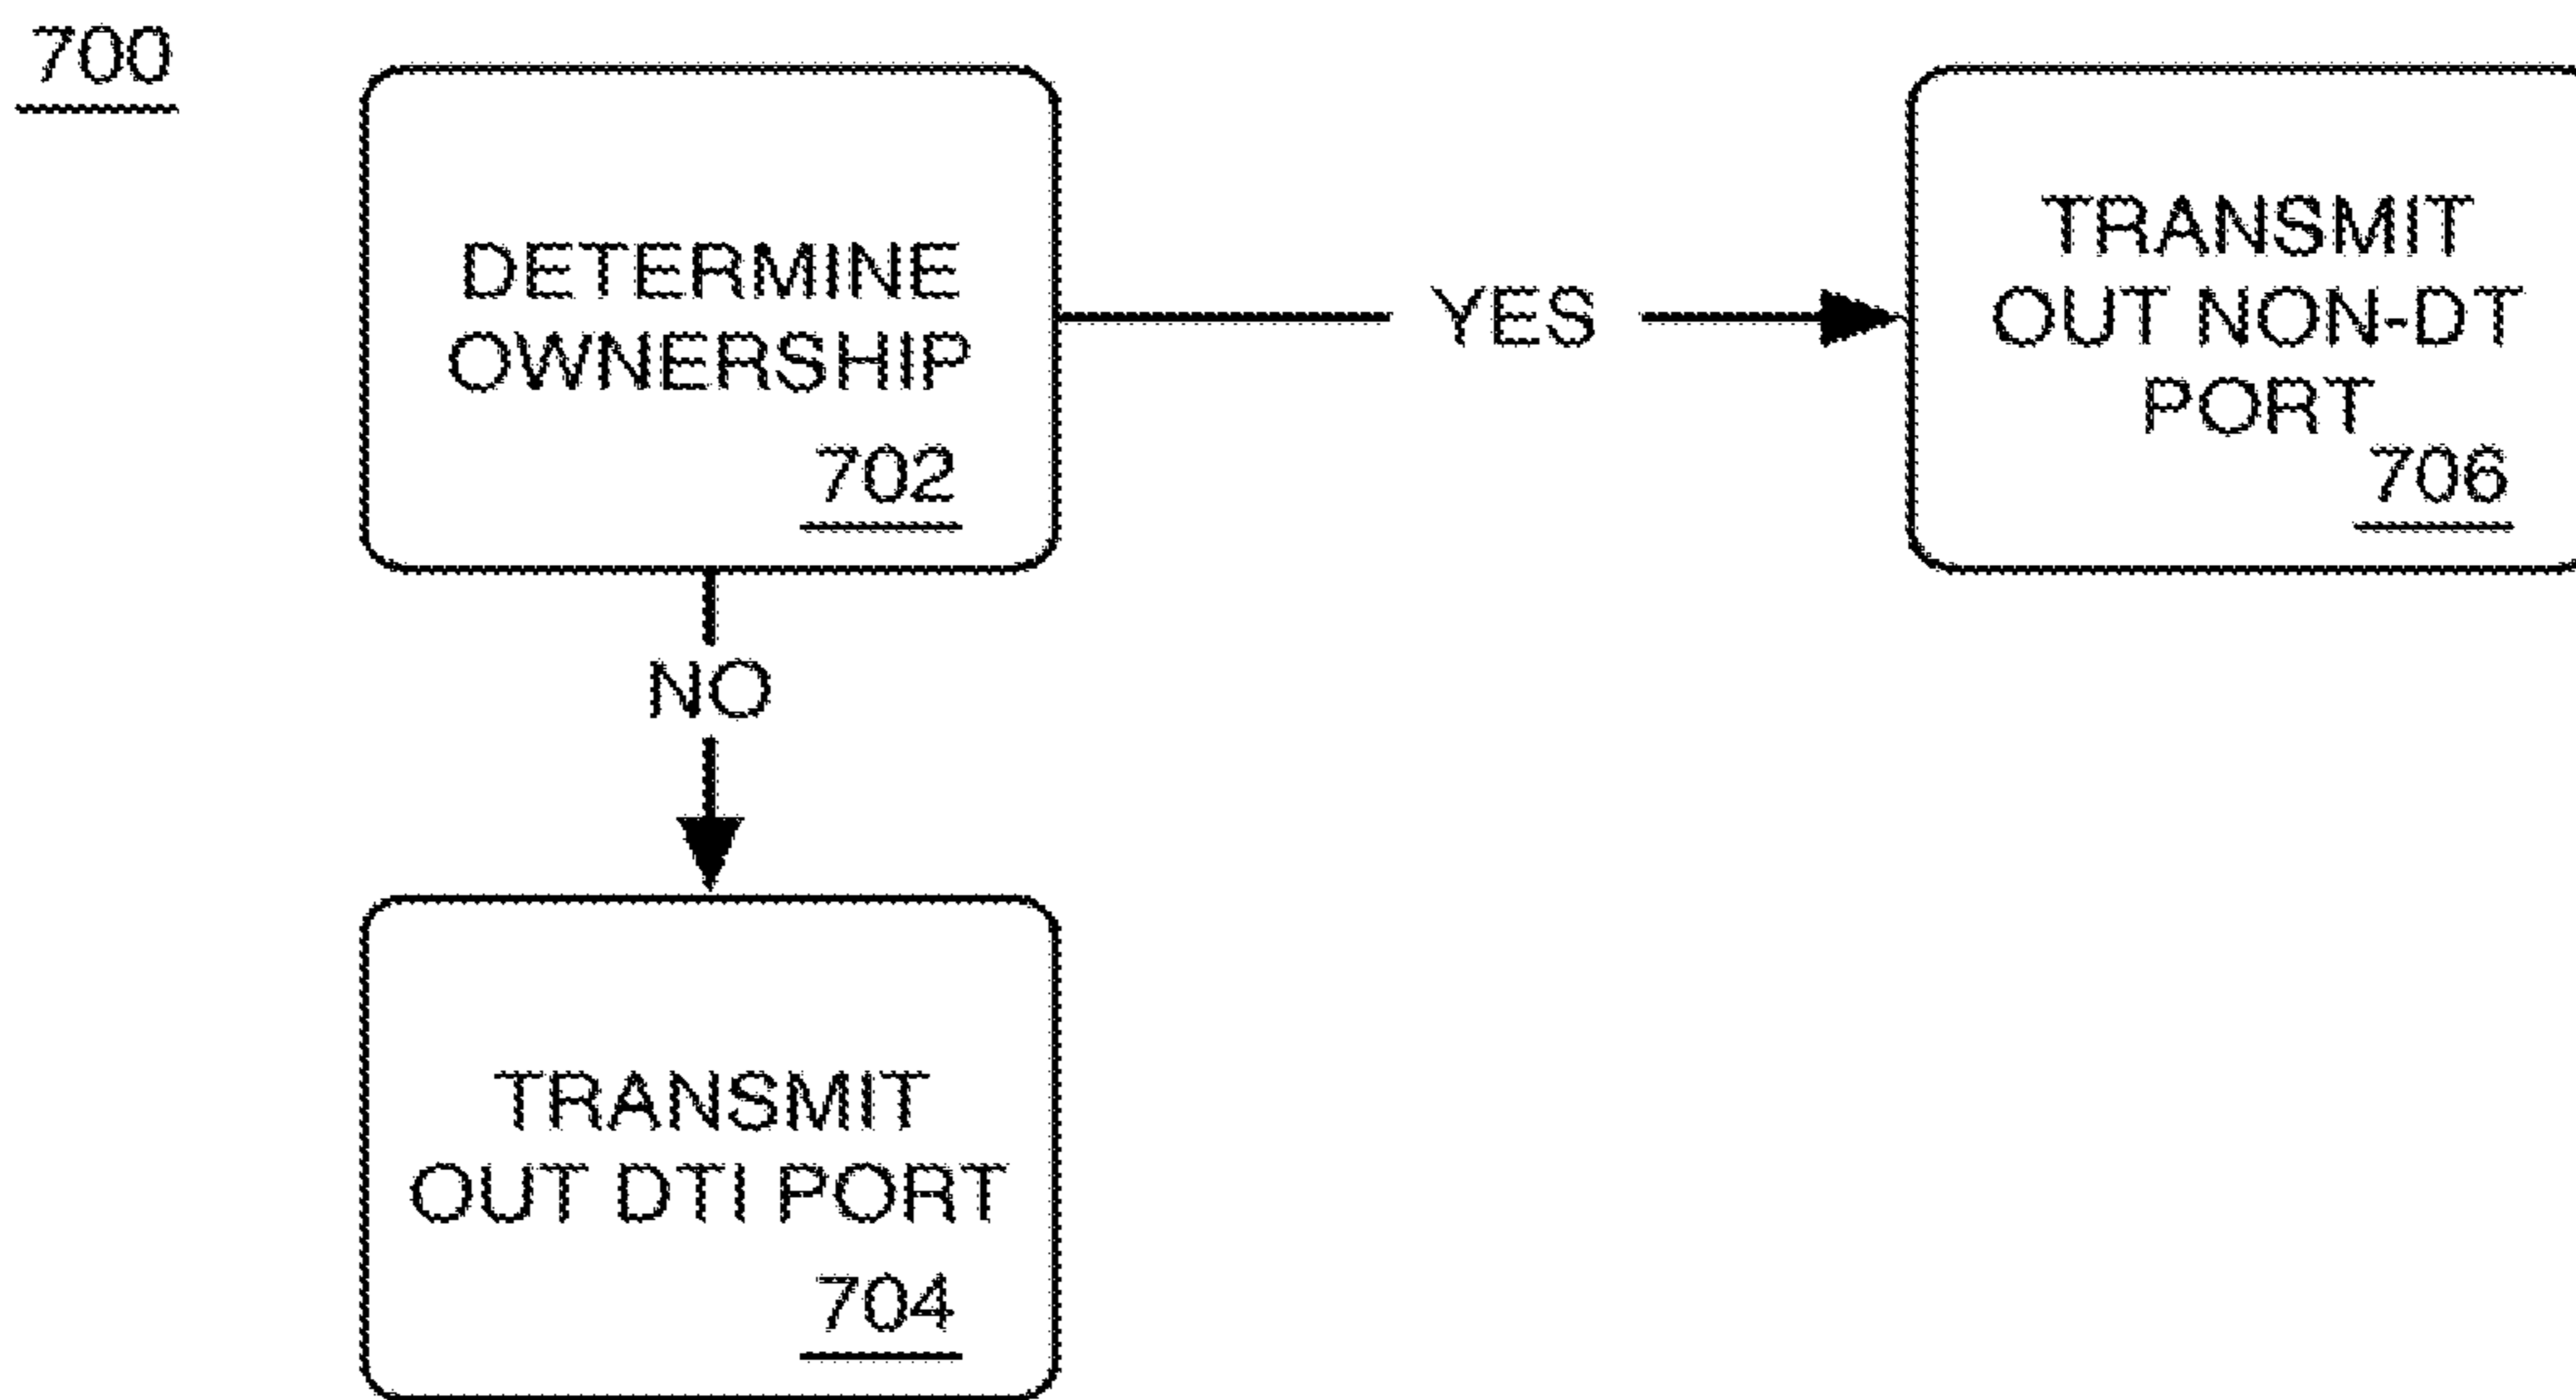 700
DETERMINE
OWNERSHIP
702
YES
TRANSMIT
OUT NON-DT
PORT
706
NO
TRANSMIT
OUT DTI PORT
704